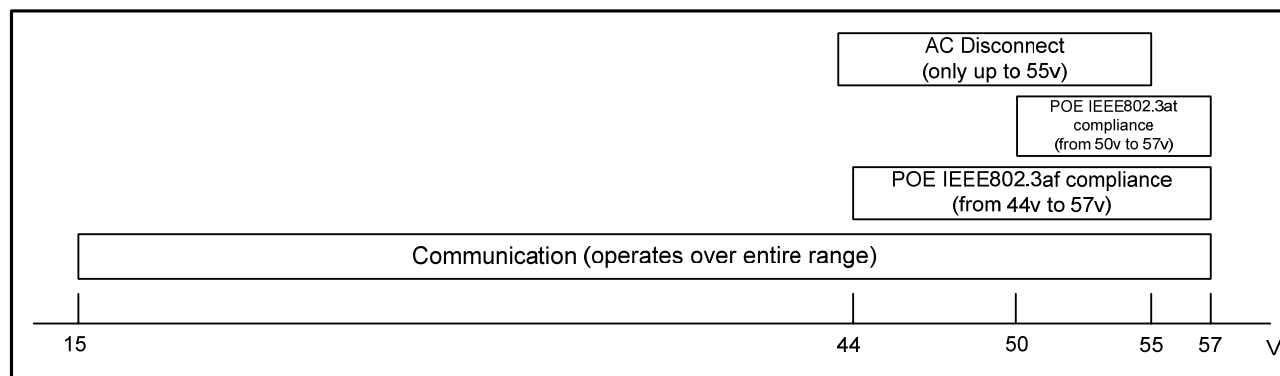 AC Disconnect
(only up to 55v)
POE IEEE802.3at
compliance
(from 50v to 57v)
POE IEEE802.3af compliance
(from 44v to 57v)
Communication (operates over entire range)
15
44
50
55
57
V